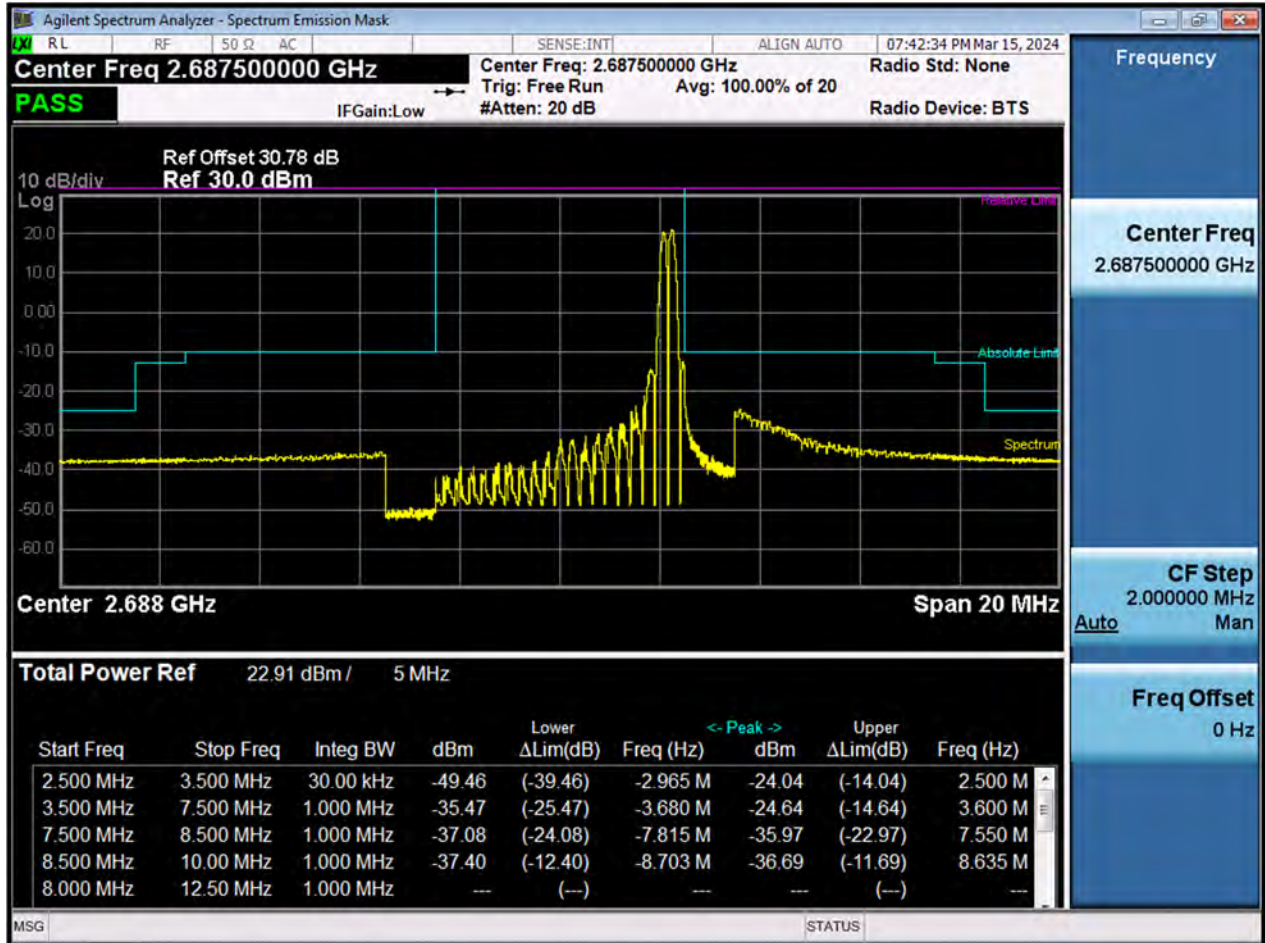 Agilent Spectrum Analyzer - Spectrum Emission Mask
LXI RL RF 50 Ω AC SENSE:INT ALIGN AUTO 07:42:34 PM Mar 15, 2024
Center Freq 2.687500000 GHz Center Freq: 2.687500000 GHz Radio Std: None
Trig: Free Run Avg: 100.00% of 20
PASS IFGain:Low #Atten: 20 dB Radio Device: BTS
Ref Offset 30.78 dB
10 dB/div Ref 30.0 dBm
Log
Relative Limit
20.0
10.0
0.00
-10.0
Absolute Limit
-20.0
-30.0
Spectrum
-40.0
-50.0
-60.0
Center 2.688 GHz Span 20 MHz
Total Power Ref 22.91 dBm / 5 MHz
Lower <- Peak -> Upper
Start Freq Stop Freq Integ BW dBm ΔLim(dB) Freq (Hz) dBm ΔLim(dB) Freq (Hz)
2.500 MHz 3.500 MHz 30.00 kHz -49.46 (-39.46) -2.965 M -24.04 (-14.04) 2.500 M
3.500 MHz 7.500 MHz 1.000 MHz -35.47 (-25.47) -3.680 M -24.64 (-14.64) 3.600 M
7.500 MHz 8.500 MHz 1.000 MHz -37.08 (-24.08) -7.815 M -35.97 (-22.97) 7.550 M
8.500 MHz 10.00 MHz 1.000 MHz -37.40 (-12.40) -8.703 M -36.69 (-11.69) 8.635 M
8.000 MHz 12.50 MHz 1.000 MHz --- (---) --- --- (---) ---
MSG STATUS
Frequency
Center Freq
2.687500000 GHz
CF Step
2.000000 MHz
Auto Man
Freq Offset
0 Hz